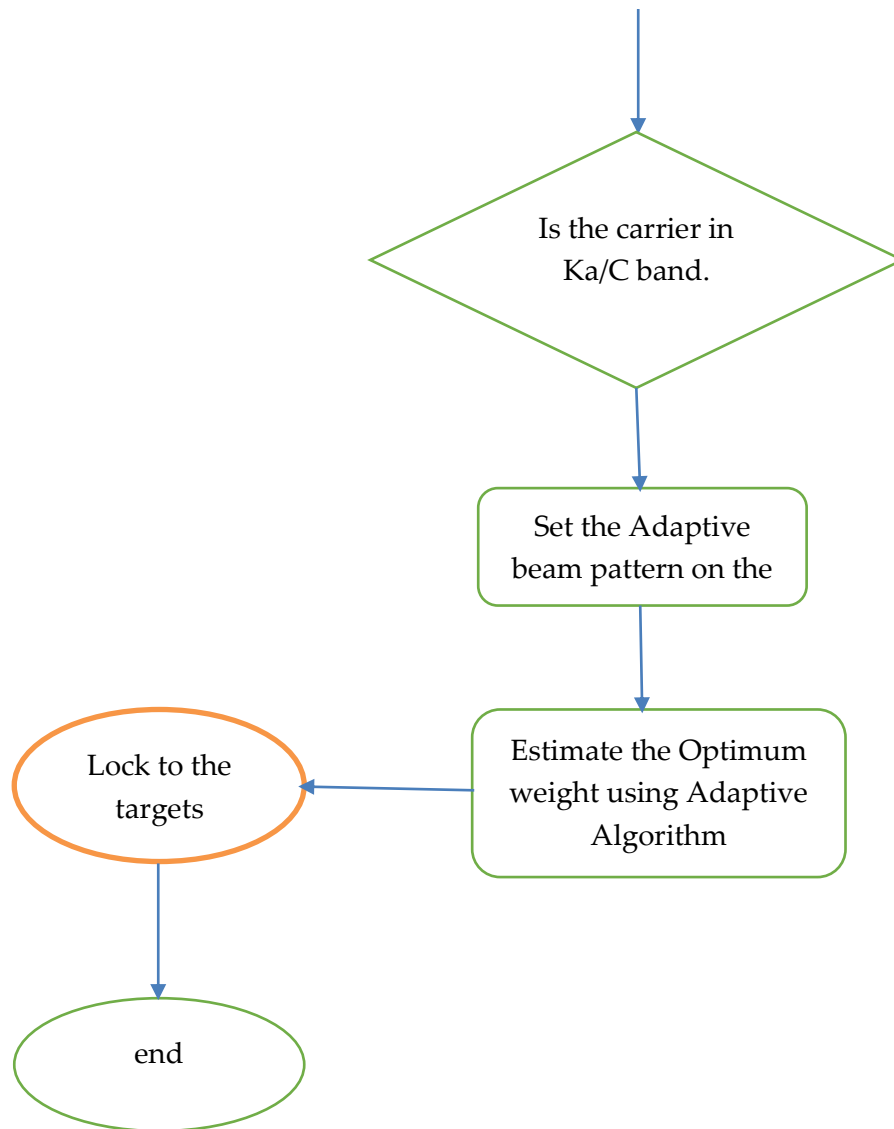 Is the carrier in
Ka/C band.
Set the Adaptive
beam pattern on the
Estimate the Optimum
weight using Adaptive
Algorithm
Lock to the
targets
end